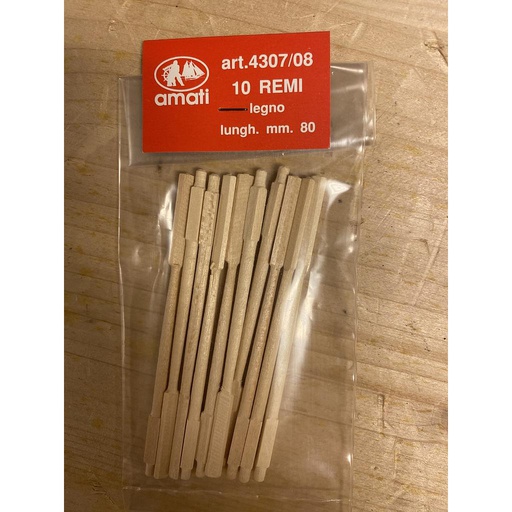 art.4307/08
amati
10 REMI
legno
lungh. mm. 80